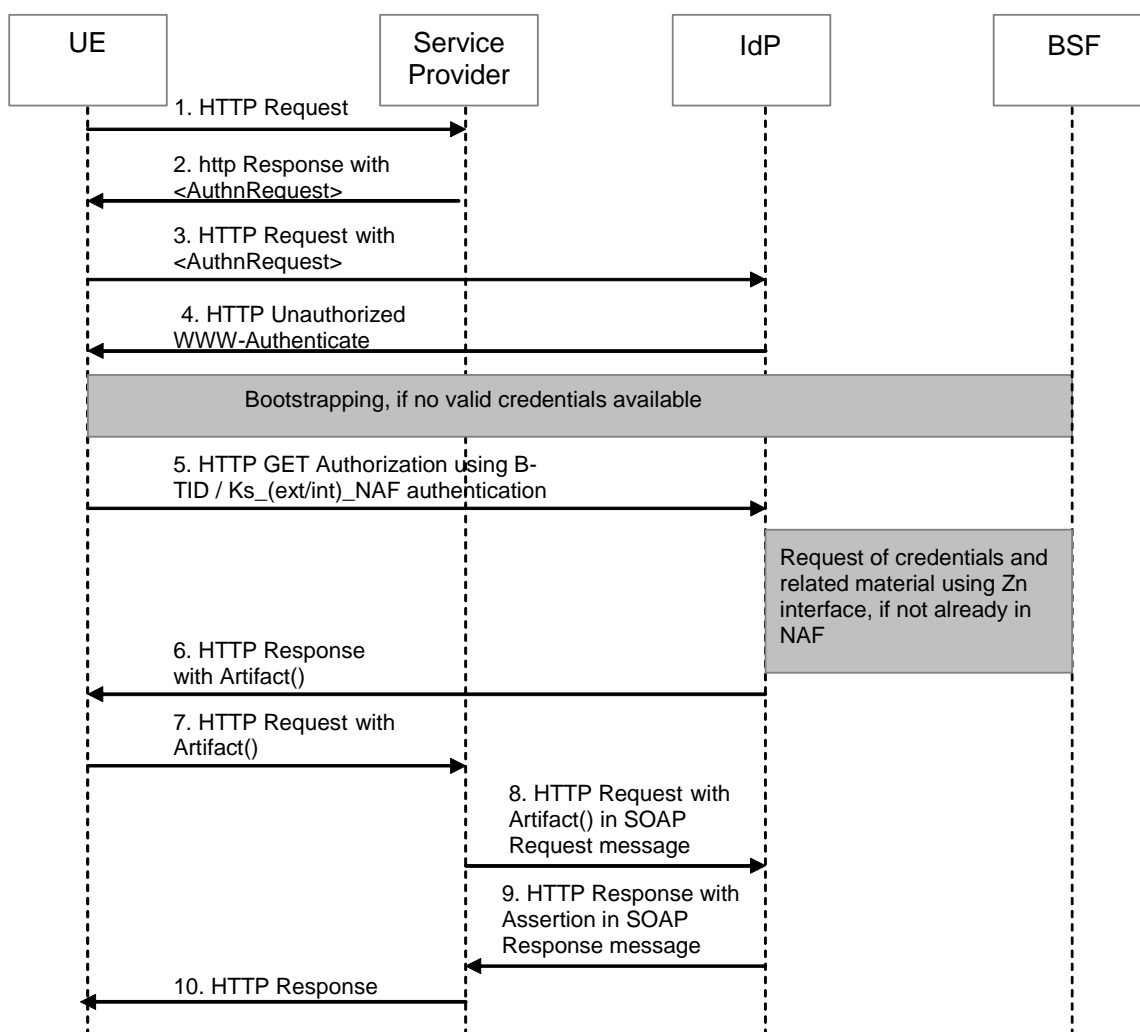 UE
Service
Provider
IdP
BSF
1. HTTP Request
2. http Response with
<AuthnRequest>
3. HTTP Request with
<AuthnRequest>
4. HTTP Unauthorized
WWW-Authenticate
Bootstrapping, if no valid credentials available
5. HTTP GET Authorization using B-
TID / Ks_(ext/int)_NAF authentication
Request of credentials and
related material using Zn
interface, if not already in
NAF
6. HTTP Response
with Artifact()
7. HTTP Request with
Artifact()
8. HTTP Request with
Artifact() in SOAP
Request message
9. HTTP Response with
Assertion in SOAP
Response message
10. HTTP Response